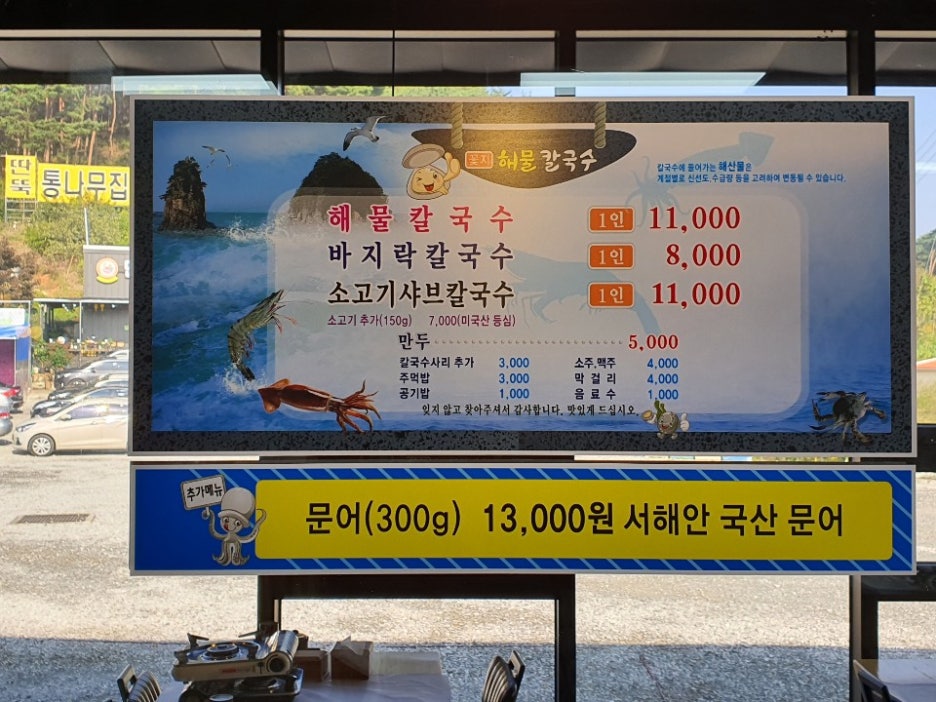 딴뚝
통나무집
꽃지 해물 칼국수
칼국수에 들어가는 해산물은
계절별로 신선도, 수급량 등을 고려하여 변동될 수 있습니다.
해물칼국수 1인 11,000
바지락칼국수 1인 8,000
소고기샤브칼국수 1인 11,000
소고기 추가(150g) 7,000(미국산 등심)
만두 5,000
칼국수사리 추가 3,000 소주,맥주 4,000
주먹밥 3,000 막걸리 4,000
공기밥 1,000 음료수 1,000
잊지 않고 찾아주셔서 감사합니다. 맛있게 드십시오.
추가메뉴
문어(300g) 13,000원 서해안 국산 문어